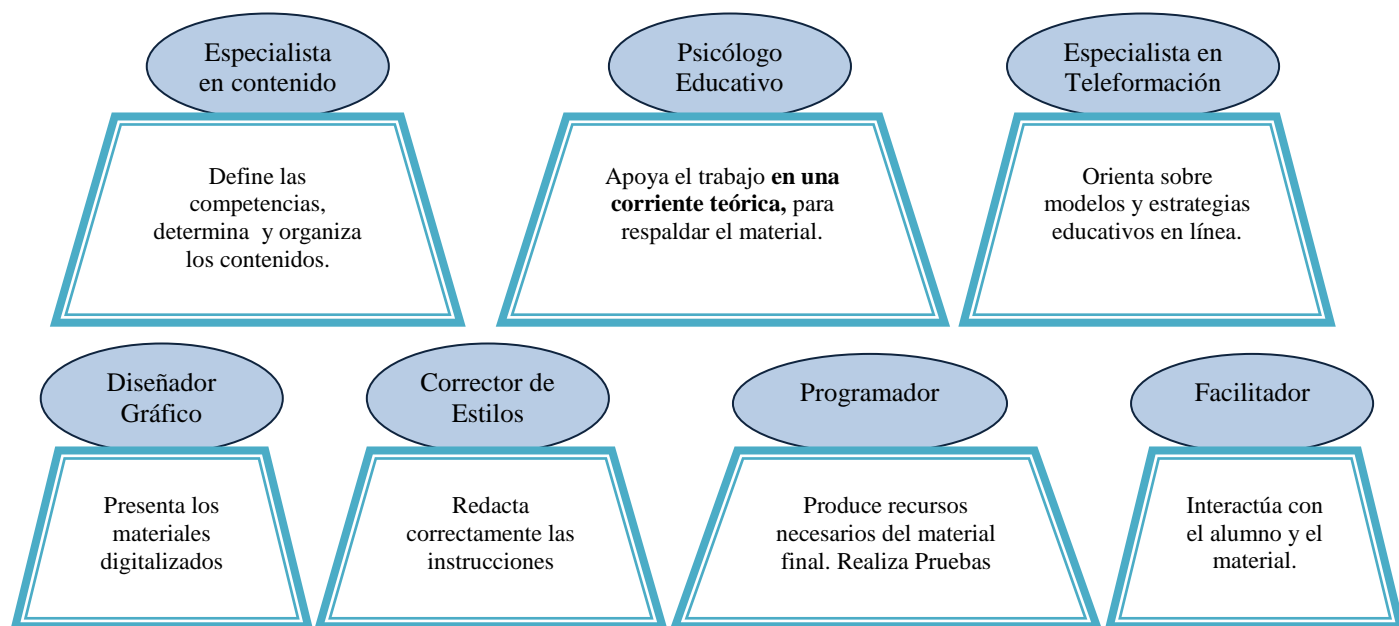 Especialista
en contenido
Define las
competencias,
determina  y organiza
los contenidos.
Psicólogo
Educativo
Apoya el trabajo en una
corriente teórica, para
respaldar el material.
Especialista en
Teleformación
Orienta sobre
modelos y estrategias
educativos en línea.
Diseñador
Gráfico
Presenta los
materiales
digitalizados
Corrector de
Estilos
Redacta
correctamente las
instrucciones
Programador
Produce recursos
necesarios del material
final. Realiza Pruebas
Facilitador
Interactúa con
el alumno y el
material.